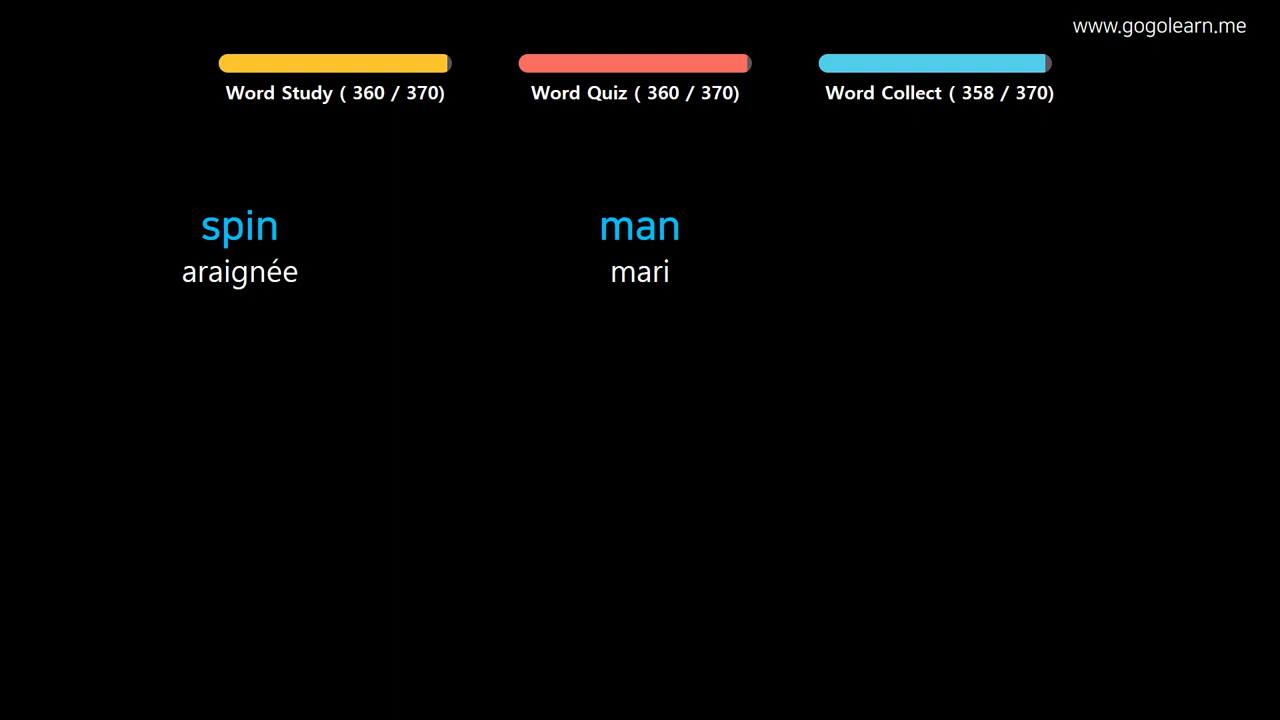 www.gogolearn.me
Word Study ( 360 / 370)
Word Quiz ( 360 / 370)
Word Collect ( 358 / 370)
spin
araignée
man
mari